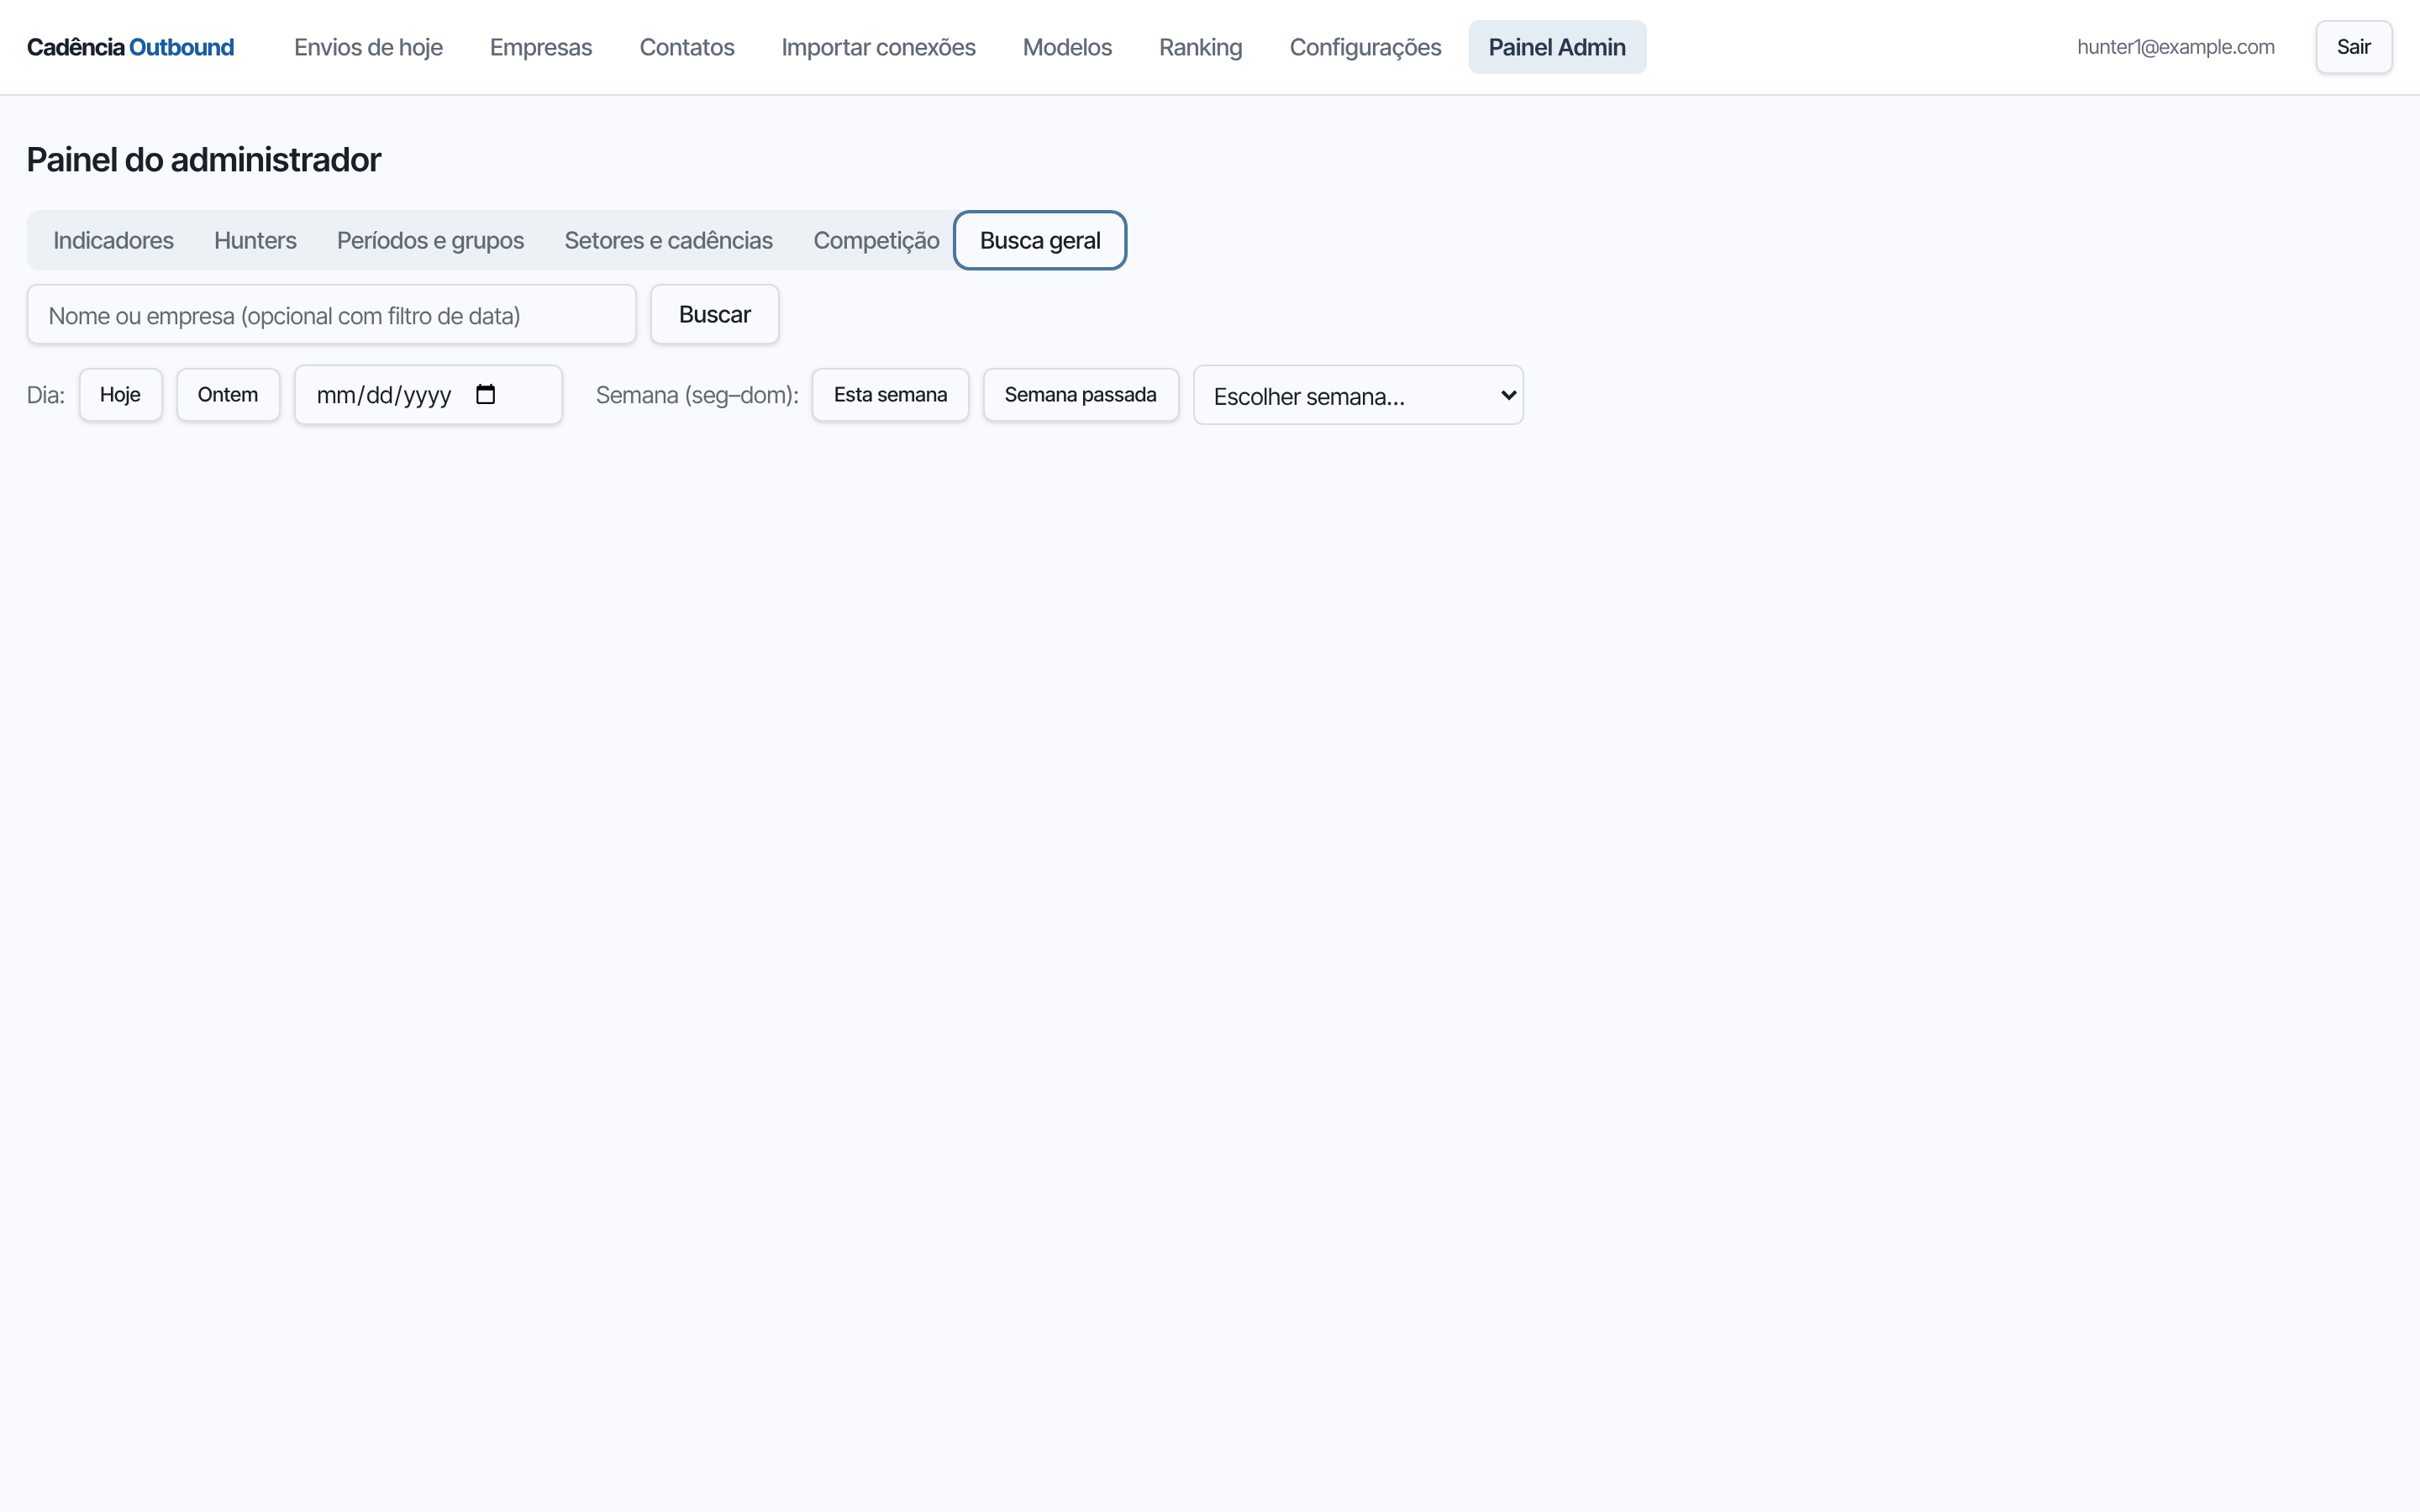 Cadência Outbound Envios de hoje Empresas Contatos Importar conexões Modelos Ranking Configurações Painel Admin hunter1@example.com Sair
Painel do administrador
Indicadores Hunters Períodos e grupos Setores e cadências Competição Busca geral
Nome ou empresa (opcional com filtro de data) Buscar
Dia: Hoje Ontem mm/dd/yyyy Semana (seg–dom): Esta semana Semana passada Escolher semana...